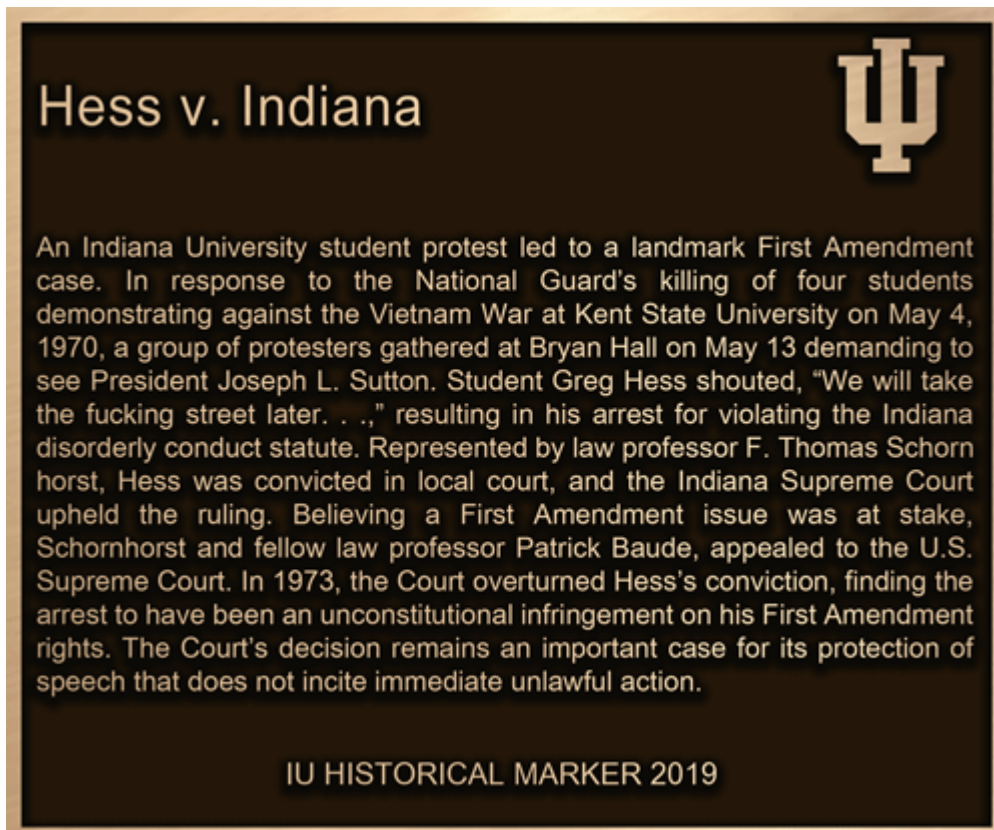 Hess v. Indiana
An Indiana University student protest led to a landmark First Amendment
case. In response to the National Guard's killing of four students
demonstrating against the Vietnam War at Kent State University on May 4,
1970, a group of protesters gathered at Bryan Hall on May 13 demanding to
see President Joseph L. Sutton. Student Greg Hess shouted, “We will take
the fucking street later. . .,” resulting in his arrest for violating the Indiana
disorderly conduct statute. Represented by law professor F. Thomas Schorn
horst, Hess was convicted in local court, and the Indiana Supreme Court
upheld the ruling. Believing a First Amendment issue was at stake,
Schornhorst and fellow law professor Patrick Baude, appealed to the U.S.
Supreme Court. In 1973, the Court overturned Hess's conviction, finding the
arrest to have been an unconstitutional infringement on his First Amendment
rights. The Court's decision remains an important case for its protection of
speech that does not incite immediate unlawful action.
IU HISTORICAL MARKER 2019